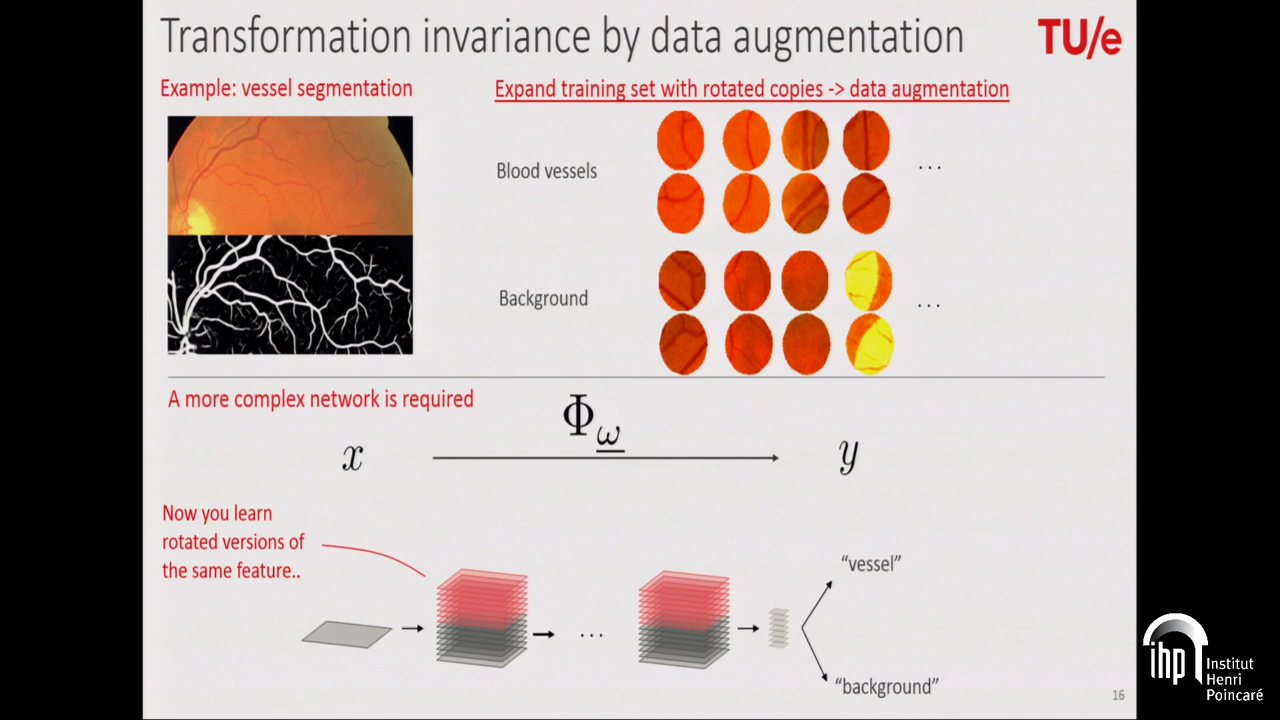 Transformation invariance by data augmentation
TU/e
Example: vessel segmentation
Expand training set with rotated copies -> data augmentation
Blood vessels
...
Background
...
A more complex network is required
Φ_ω
x
y
Now you learn
rotated versions of
the same feature..
"vessel"
...
"background"
16
ihp
Institut
Henri
Poincaré